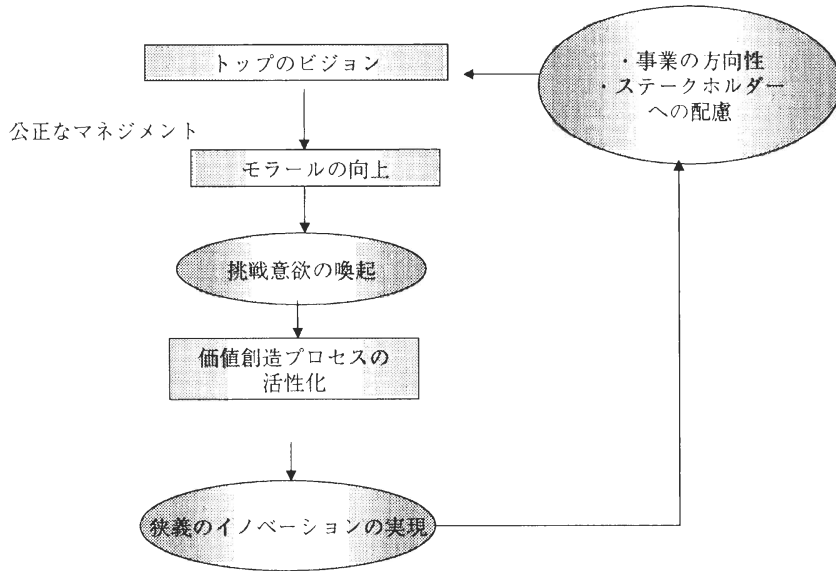 トップのビジョン
・事業の方向性
・ステークホルダー
への配慮
公正なマネジメント
モラールの向上
挑戦意欲の喚起
価値創造プロセスの
活性化
狭義のイノベーションの実現